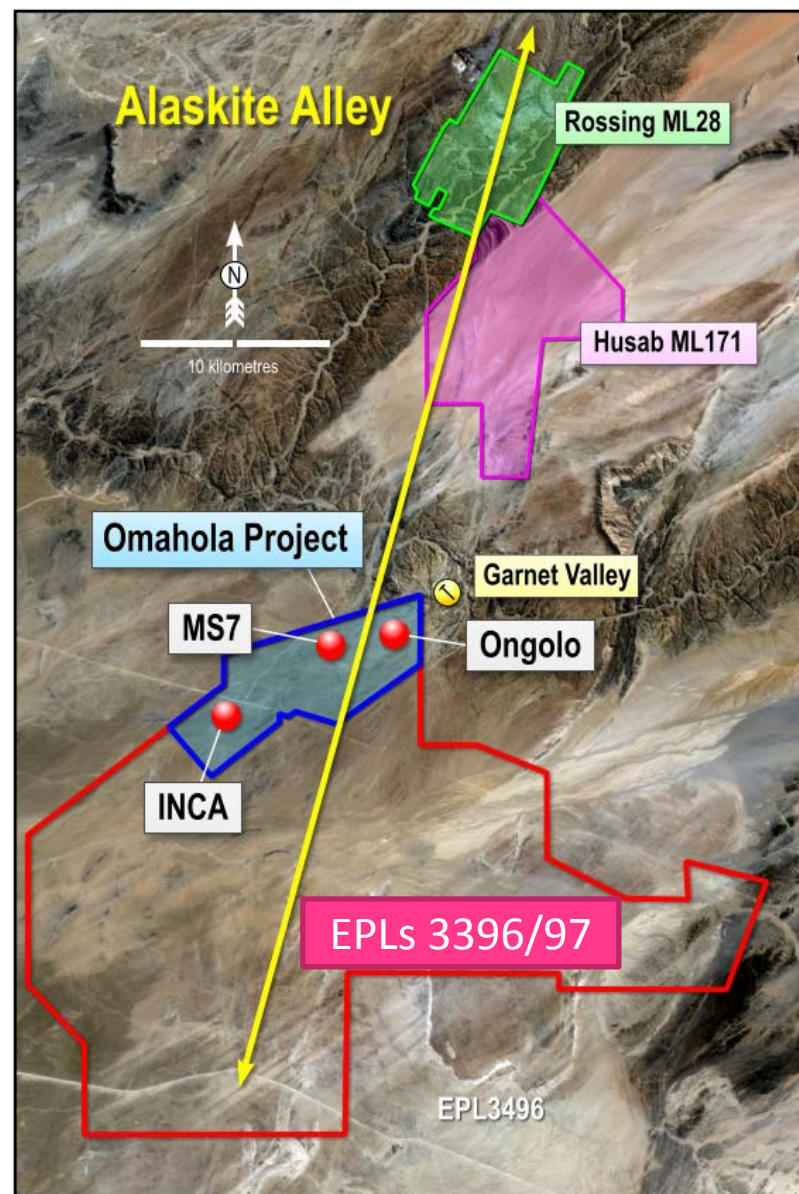 Alaskite Alley
Rossing ML28
N
10 kilometres
Husab ML171
Omahola Project
Garnet Valley
MS7
Ongolo
INCA
EPLs 3396/97
EPL3496